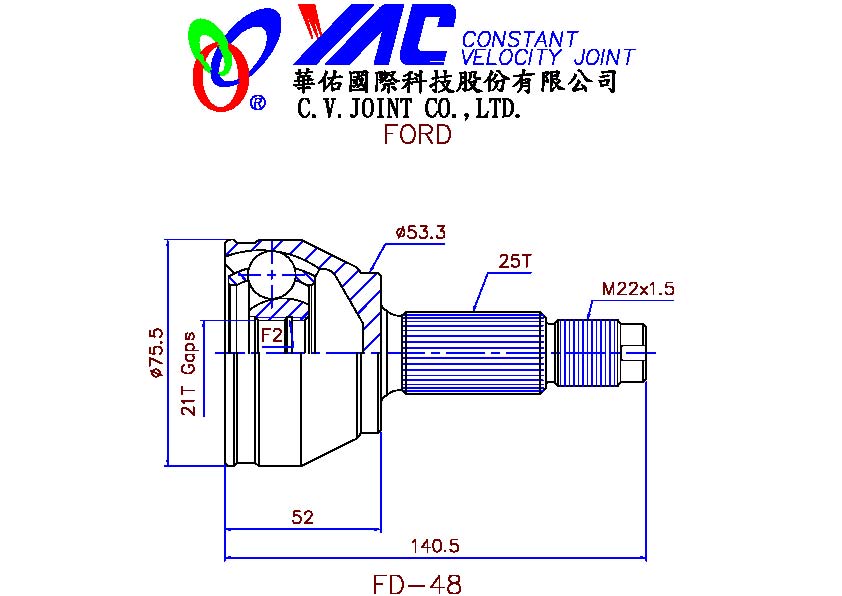 YAC CONSTANT
VELOCITY JOINT
®
華佑國際科技股份有限公司
C.V.JOINT CO.,LTD.
FORD
ø53.3
25T
M22x1.5
F2
ø75.5
21T Gaps
52
140.5
FD-48